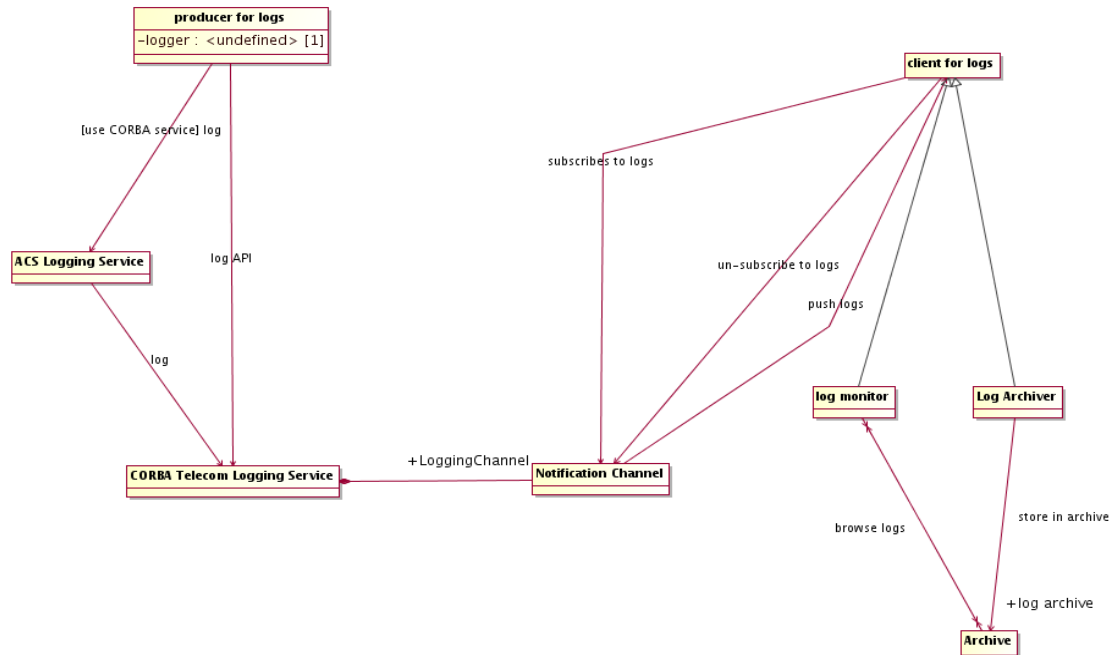 producer for logs
-logger : <undefined> [1]
client for logs
[use CORBA service] log
subscribes to logs
ACS Logging Service
log API
un-subscribe to logs
push logs
log
log monitor
Log Archiver
+LoggingChannel
CORBA Telecom Logging Service
Notification Channel
browse logs
store in archive
+log archive
Archive